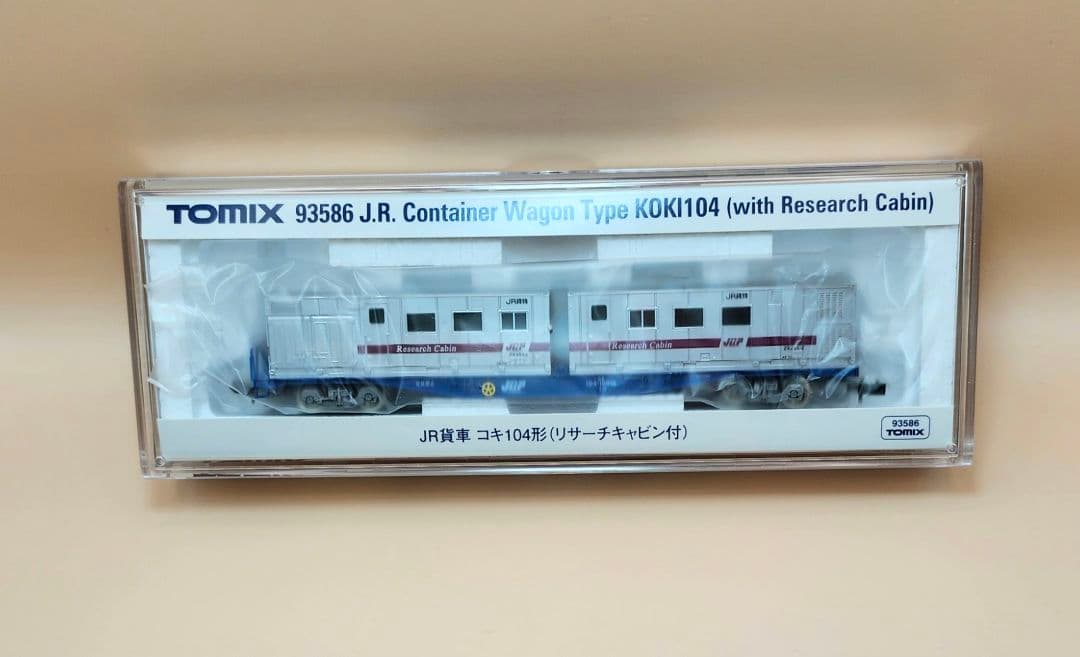 TOMIX 93586 J.R. Container Wagon Type KOKI104 (with Research Cabin)
JR貨物
JR貨物
Research Cabin
JRF
Research Cabin
JRF
JRF
JR貨車 コキ104形(リサーチキャビン付)
93586
TOMIX